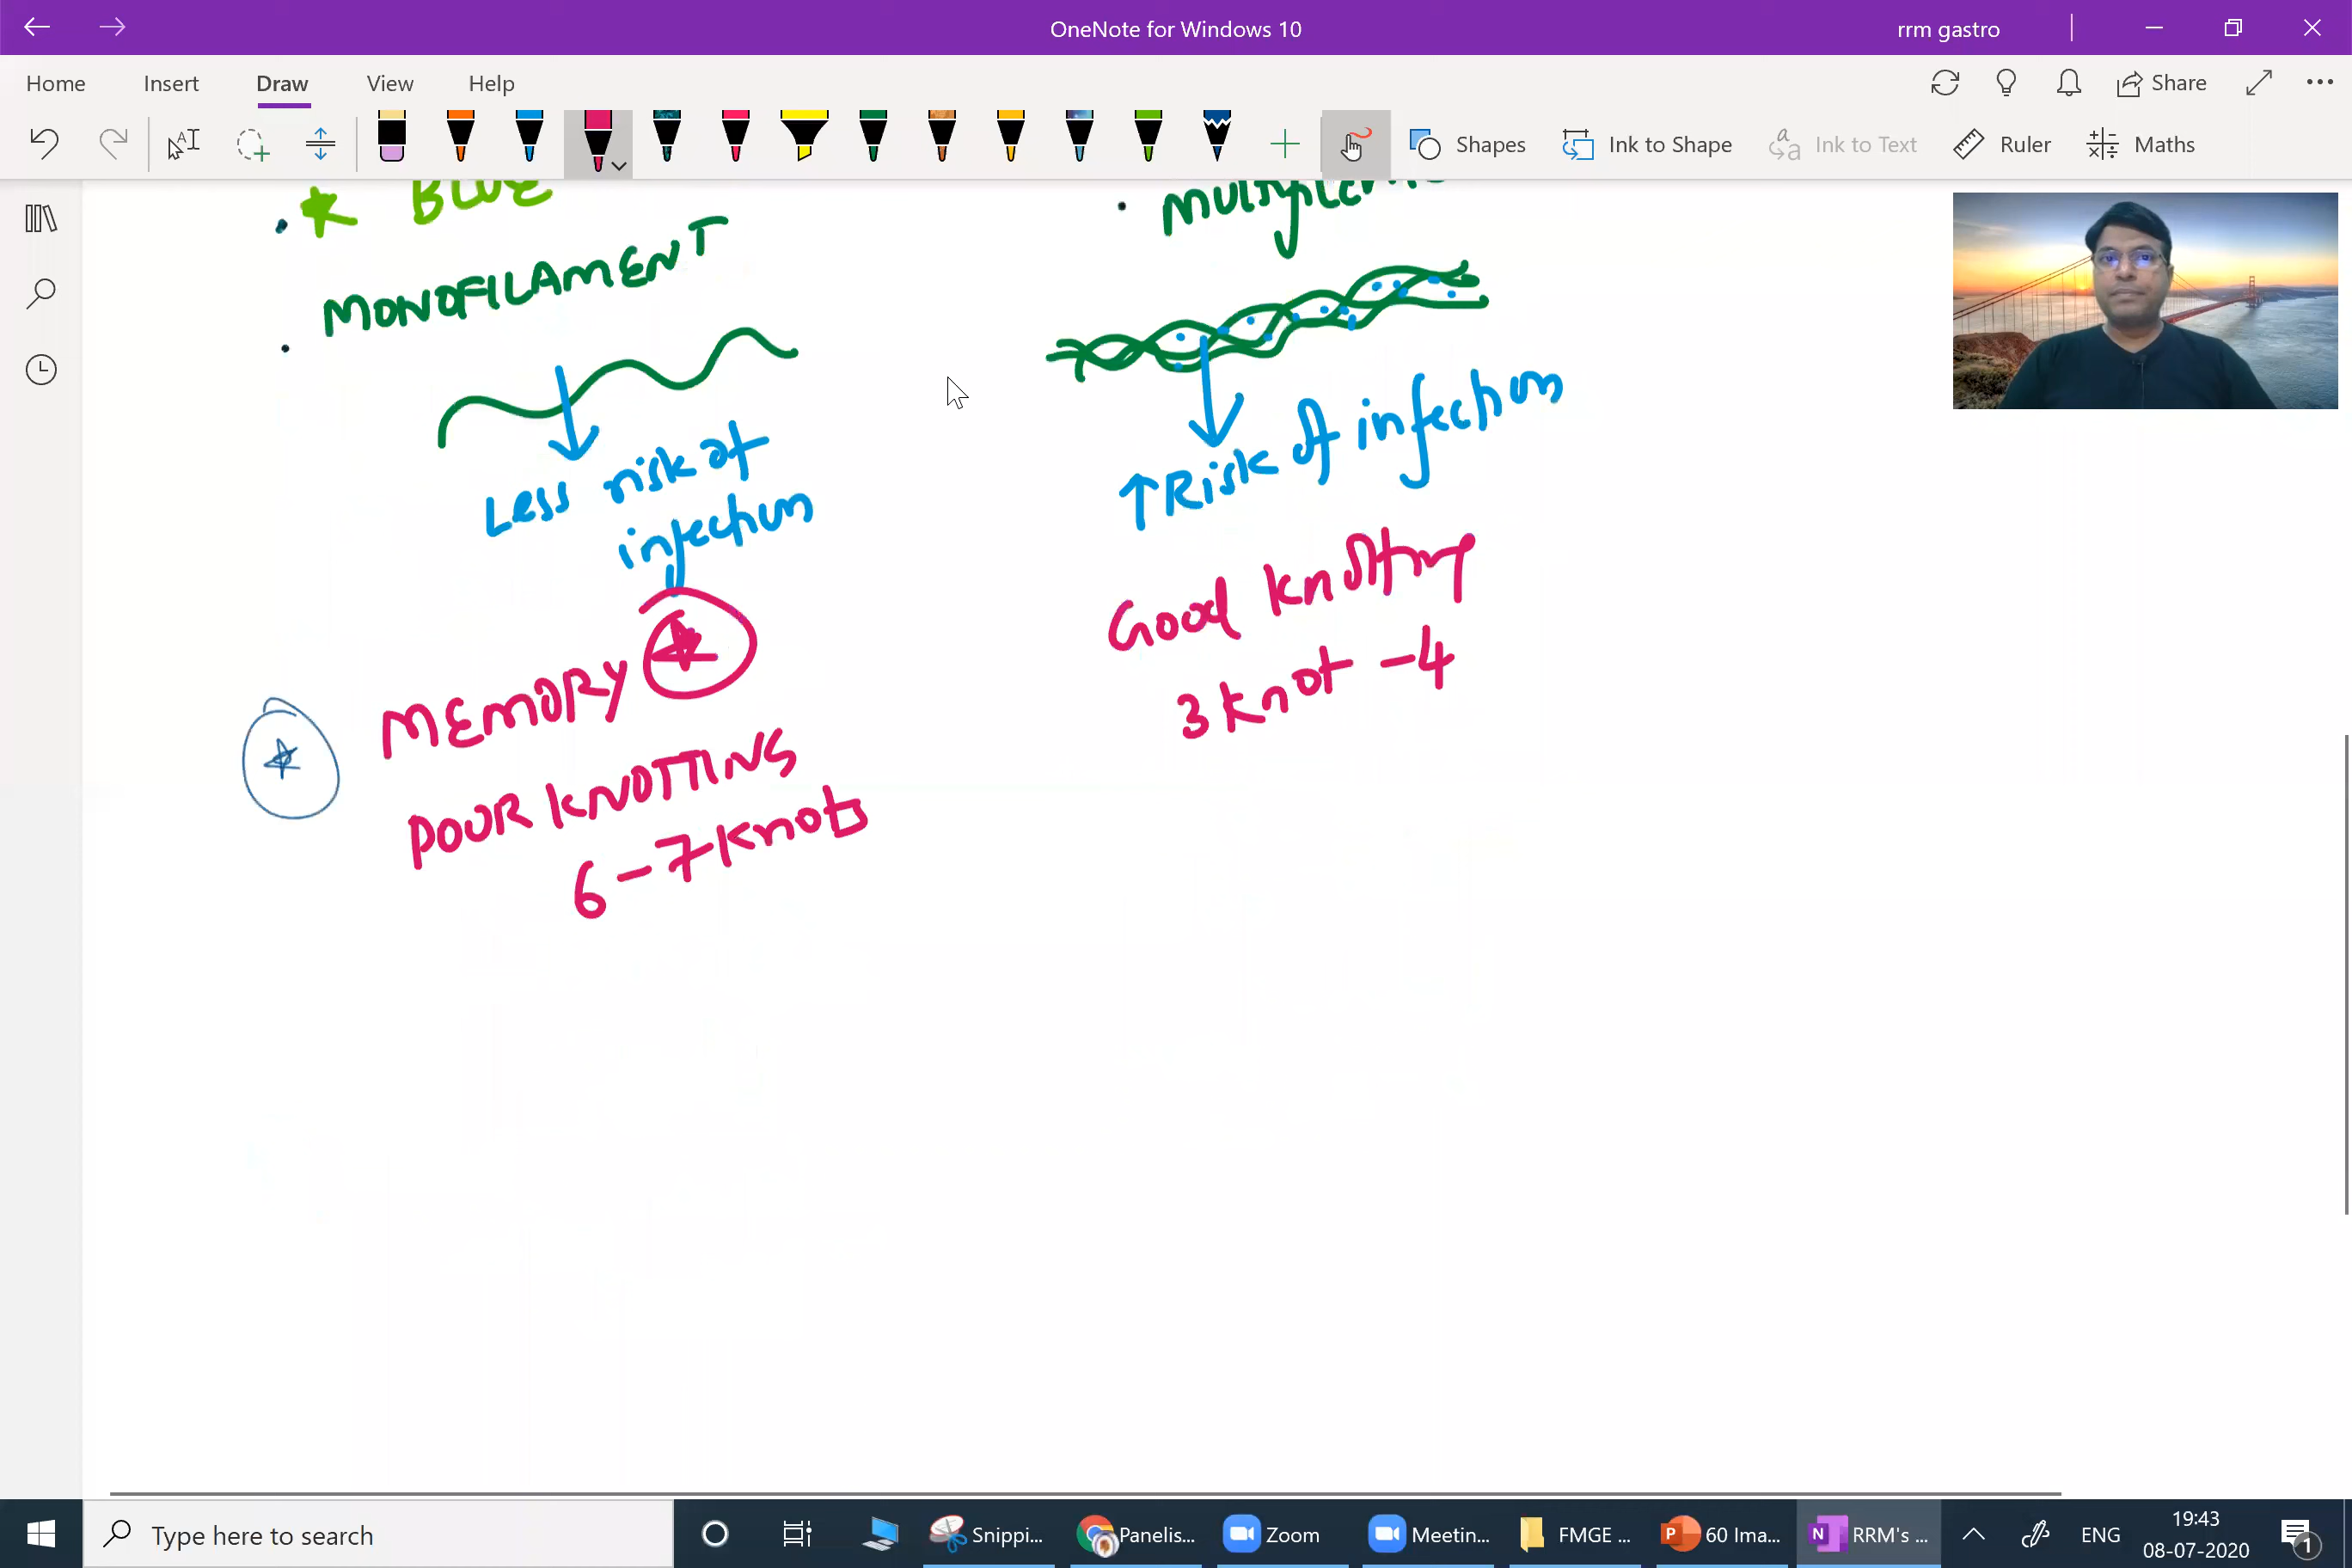 OneNote for Windows 10
rrm gastro
Home Insert Draw View Help
Share
Shapes Ink to Shape Ink to Text Ruler Maths
BLUE
MONOFILAMENT
Less risk of
infection
MEMORY
POOR KNOTTING
6-7 Knots
↑ Risk of infection
Good knotting
3 knot -4
Type here to search
Snippi...
Panelis...
Zoom
Meetin...
FMGE ...
60 Ima...
RRM's ...
ENG
19:43
08-07-2020
1